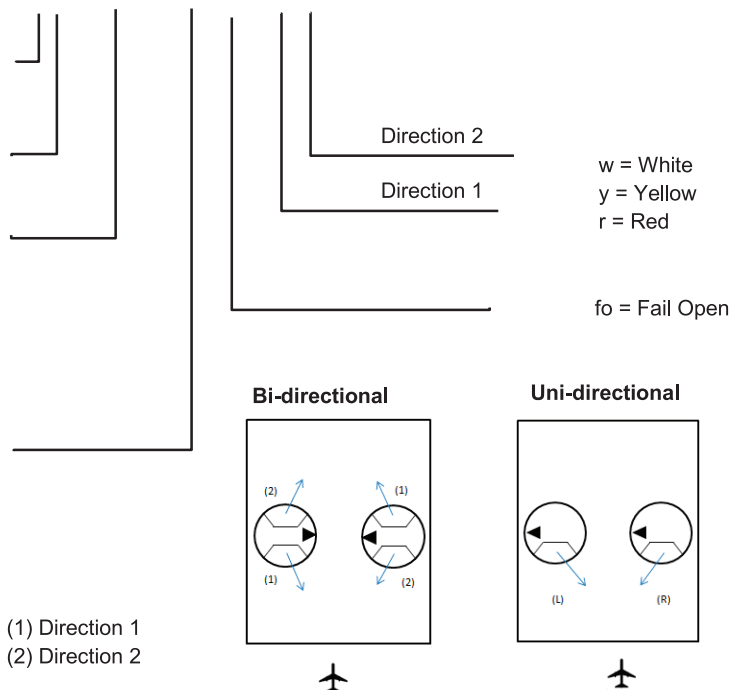 Direction 2
w = White
Direction 1
y = Yellow
r = Red
fo = Fail Open
Bi-directional
Uni-directional
(2)
(1)
(1)
(2)
(L)
(R)
(1) Direction 1
(2) Direction 2